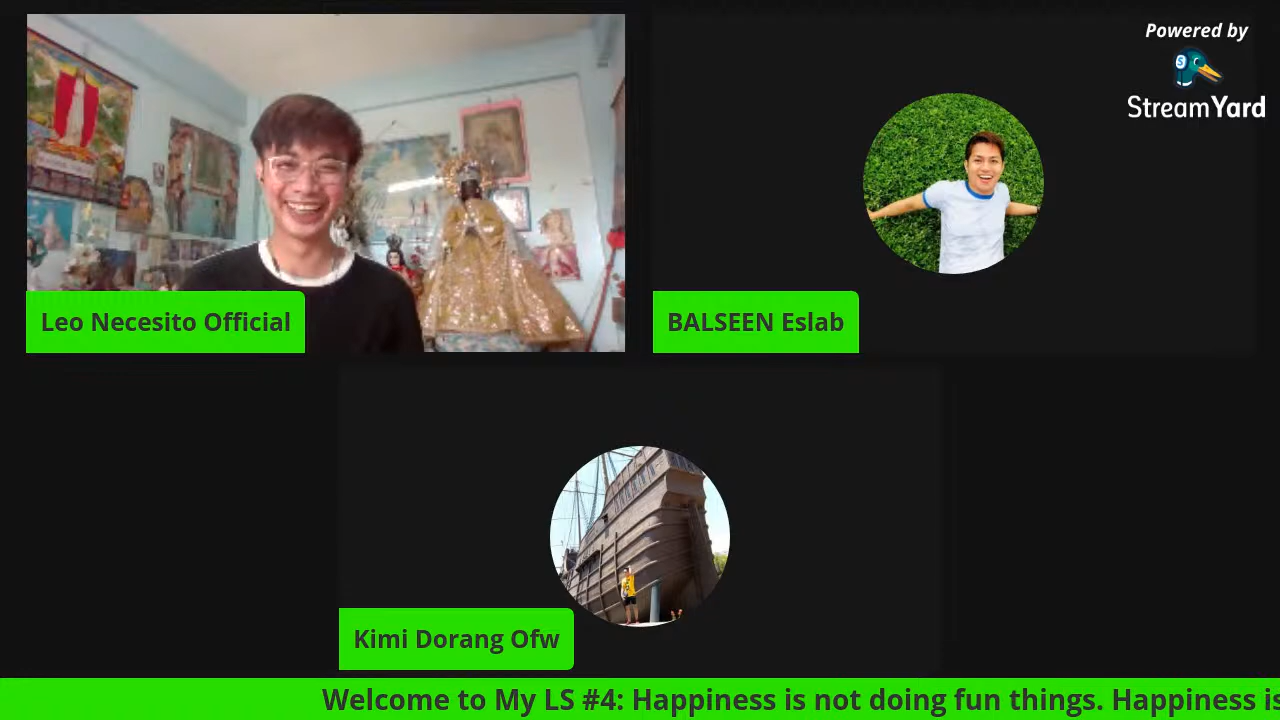 Powered by
StreamYard
Leo Necesito Official
BALSEEN Eslab
Kimi Dorang Ofw
Welcome to My LS #4: Happiness is not doing fun things. Happiness is